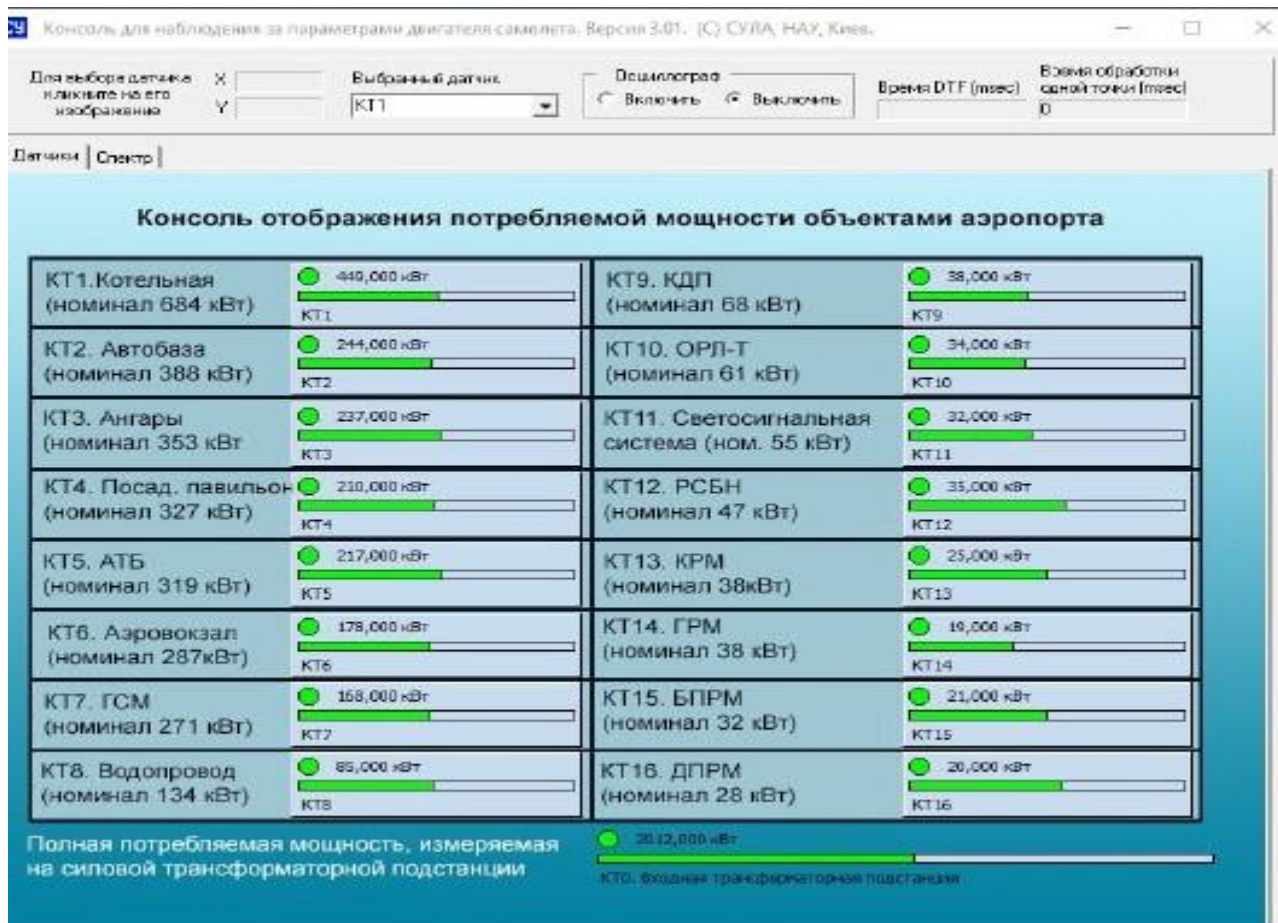 Консоль для наблюдения за параметрами двигателя самолета. Версия 3.01. (C) СУЛА, НАУ, Киев.
Для выбора датчика
кликните на его
изображение
X
Y
Выбранный датчик
КТ1
Осциллограф
Включить Выключить
Время DTF (msec)
Время обработки
одной точки (msec)
0
Датчики Спектр
Консоль отображения потребляемой мощности объектами аэропорта
КТ1.Котельная
(номинал 684 кВт)
449,000 кВт
КТ1
КТ2. Автобаза
(номинал 388 кВт)
244,000 кВт
КТ2
КТ3. Ангары
(номинал 353 кВт
237,000 кВт
КТ3
КТ4. Посад. павильон
(номинал 327 кВт)
210,000 кВт
КТ4
КТ5. АТБ
(номинал 319 кВт)
217,000 кВт
КТ5
КТ6. Аэровокзал
(номинал 287кВт)
178,000 кВт
КТ6
КТ7. ГСМ
(номинал 271 кВт)
168,000 кВт
КТ7
КТ8. Водопровод
(номинал 134 кВт)
85,000 кВт
КТ8
КТ9. КДП
(номинал 68 кВт)
38,000 кВт
КТ9
КТ10. ОРЛ-Т
(номинал 61 кВт)
34,000 кВт
КТ10
КТ11. Светосигнальная
система (ном. 55 кВт)
32,000 кВт
КТ11
КТ12. РСБН
(номинал 47 кВт)
35,000 кВт
КТ12
КТ13. КРМ
(номинал 38кВт)
25,000 кВт
КТ13
КТ14. ГРМ
(номинал 38 кВт)
19,000 кВт
КТ14
КТ15. БПРМ
(номинал 32 кВт)
21,000 кВт
КТ15
КТ16. ДПРМ
(номинал 28 кВт)
20,000 кВт
КТ16
Полная потребляемая мощность, измеряемая
на силовой трансформаторной подстанции
2012,000 кВт
КТ0. Входная трансформаторная подстанция